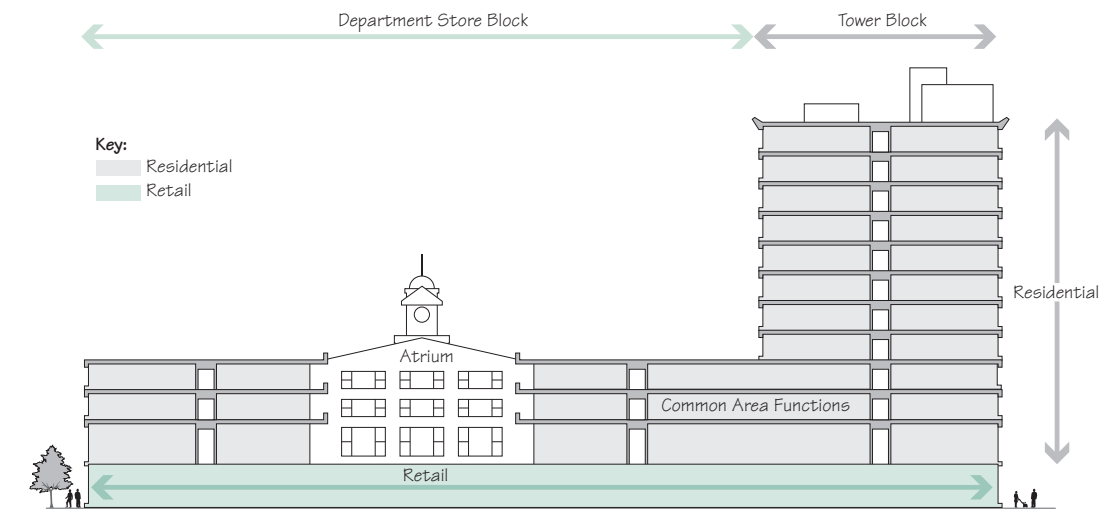 Department Store Block
Tower Block
Key:
Residential
Retail
Residential
Atrium
Common Area Functions
Retail